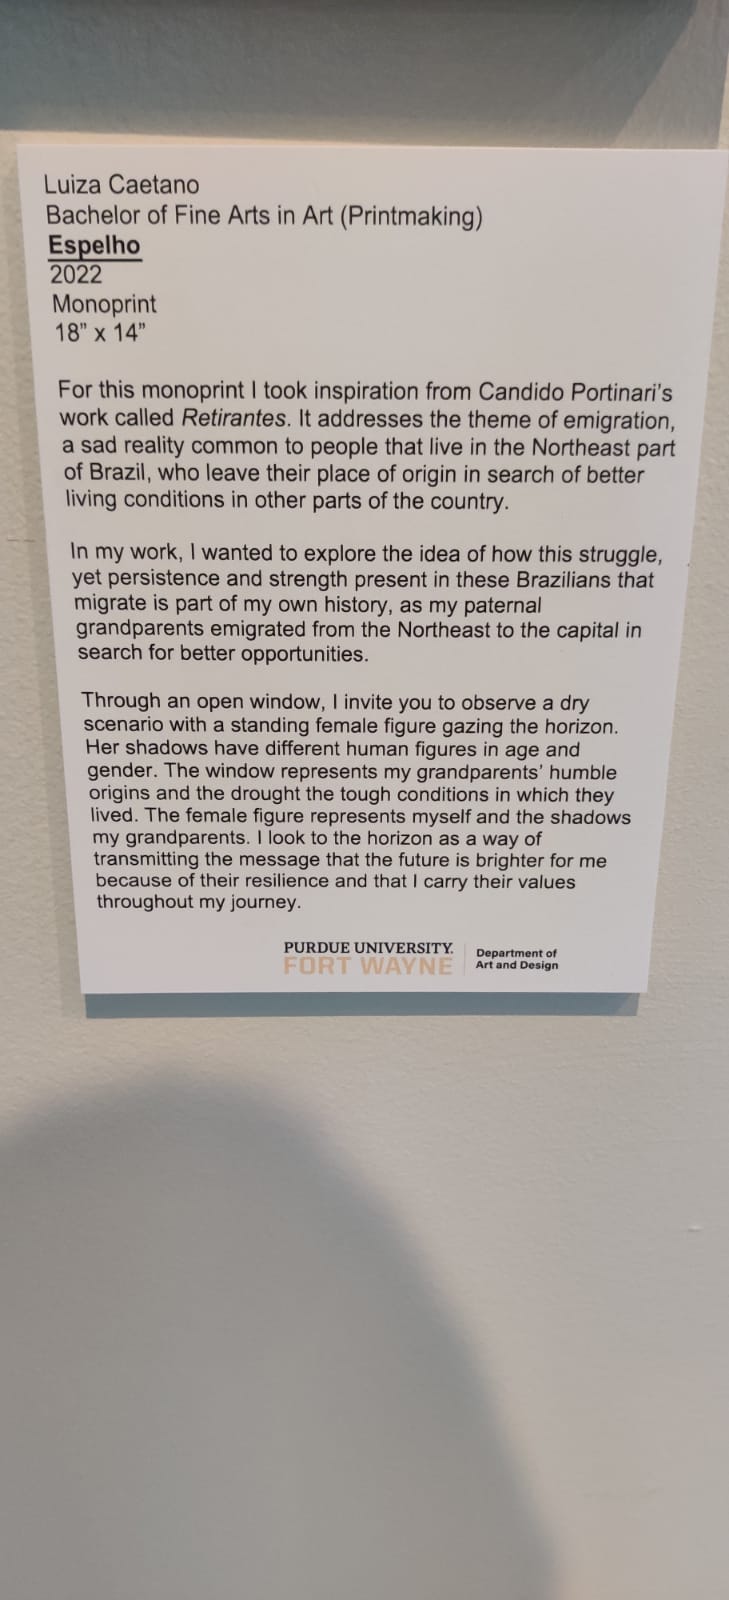 Luiza Caetano
Bachelor of Fine Arts in Art (Printmaking)
Espelho
2022
Monoprint
18” x 14”
For this monoprint I took inspiration from Candido Portinari’s
work called Retirantes. It addresses the theme of emigration,
a sad reality common to people that live in the Northeast part
of Brazil, who leave their place of origin in search of better
living conditions in other parts of the country.
In my work, I wanted to explore the idea of how this struggle,
yet persistence and strength present in these Brazilians that
migrate is part of my own history, as my paternal
grandparents emigrated from the Northeast to the capital in
search for better opportunities.
Through an open window, I invite you to observe a dry
scenario with a standing female figure gazing the horizon.
Her shadows have different human figures in age and
gender. The window represents my grandparents’ humble
origins and the drought the tough conditions in which they
lived. The female figure represents myself and the shadows
my grandparents. I look to the horizon as a way of
transmitting the message that the future is brighter for me
because of their resilience and that I carry their values
throughout my journey.
PURDUE UNIVERSITY.
FORT WAYNE
Department of
Art and Design